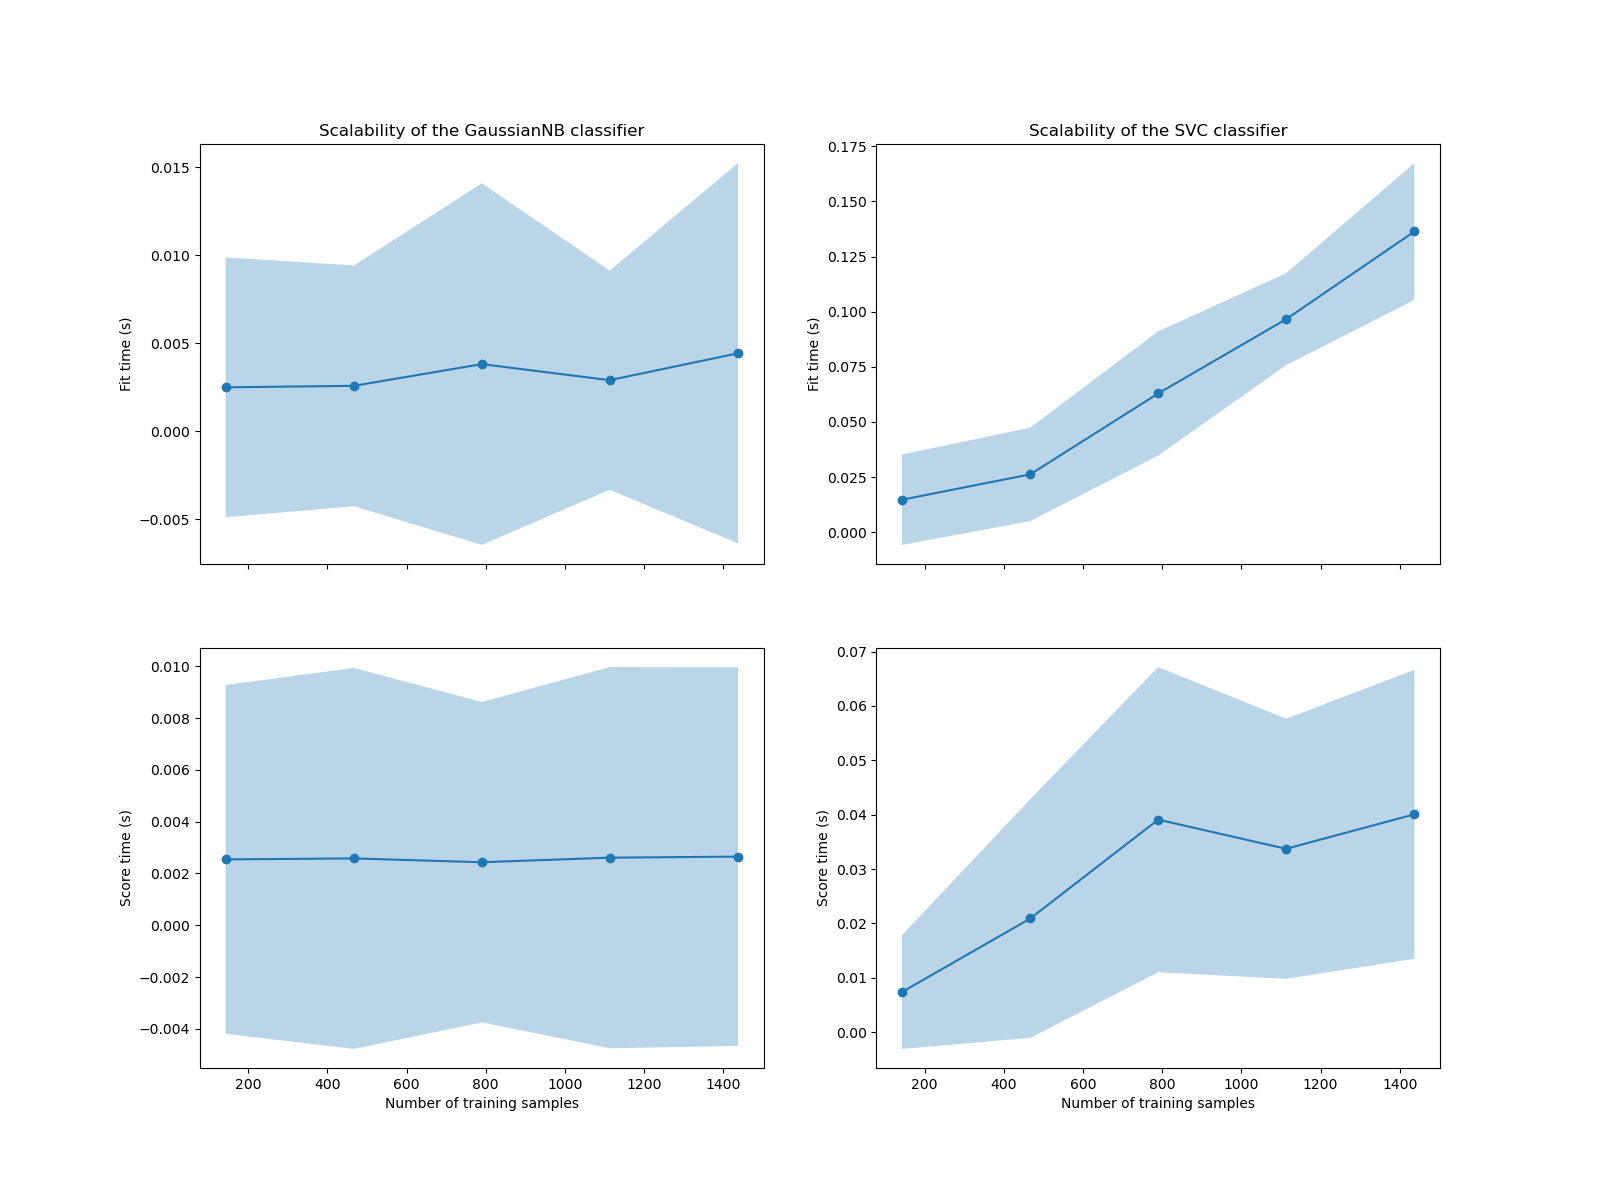 Scalability of the GaussianNB classifier
0.015
0.010
0.005
0.000
−0.005
Fit time (s)
Scalability of the SVC classifier
0.175
0.150
0.125
0.100
0.075
0.050
0.025
0.000
Fit time (s)
0.010
0.008
0.006
0.004
0.002
0.000
−0.002
−0.004
Score time (s)
200 400 600 800 1000 1200 1400
Number of training samples
0.07
0.06
0.05
0.04
0.03
0.02
0.01
0.00
Score time (s)
200 400 600 800 1000 1200 1400
Number of training samples